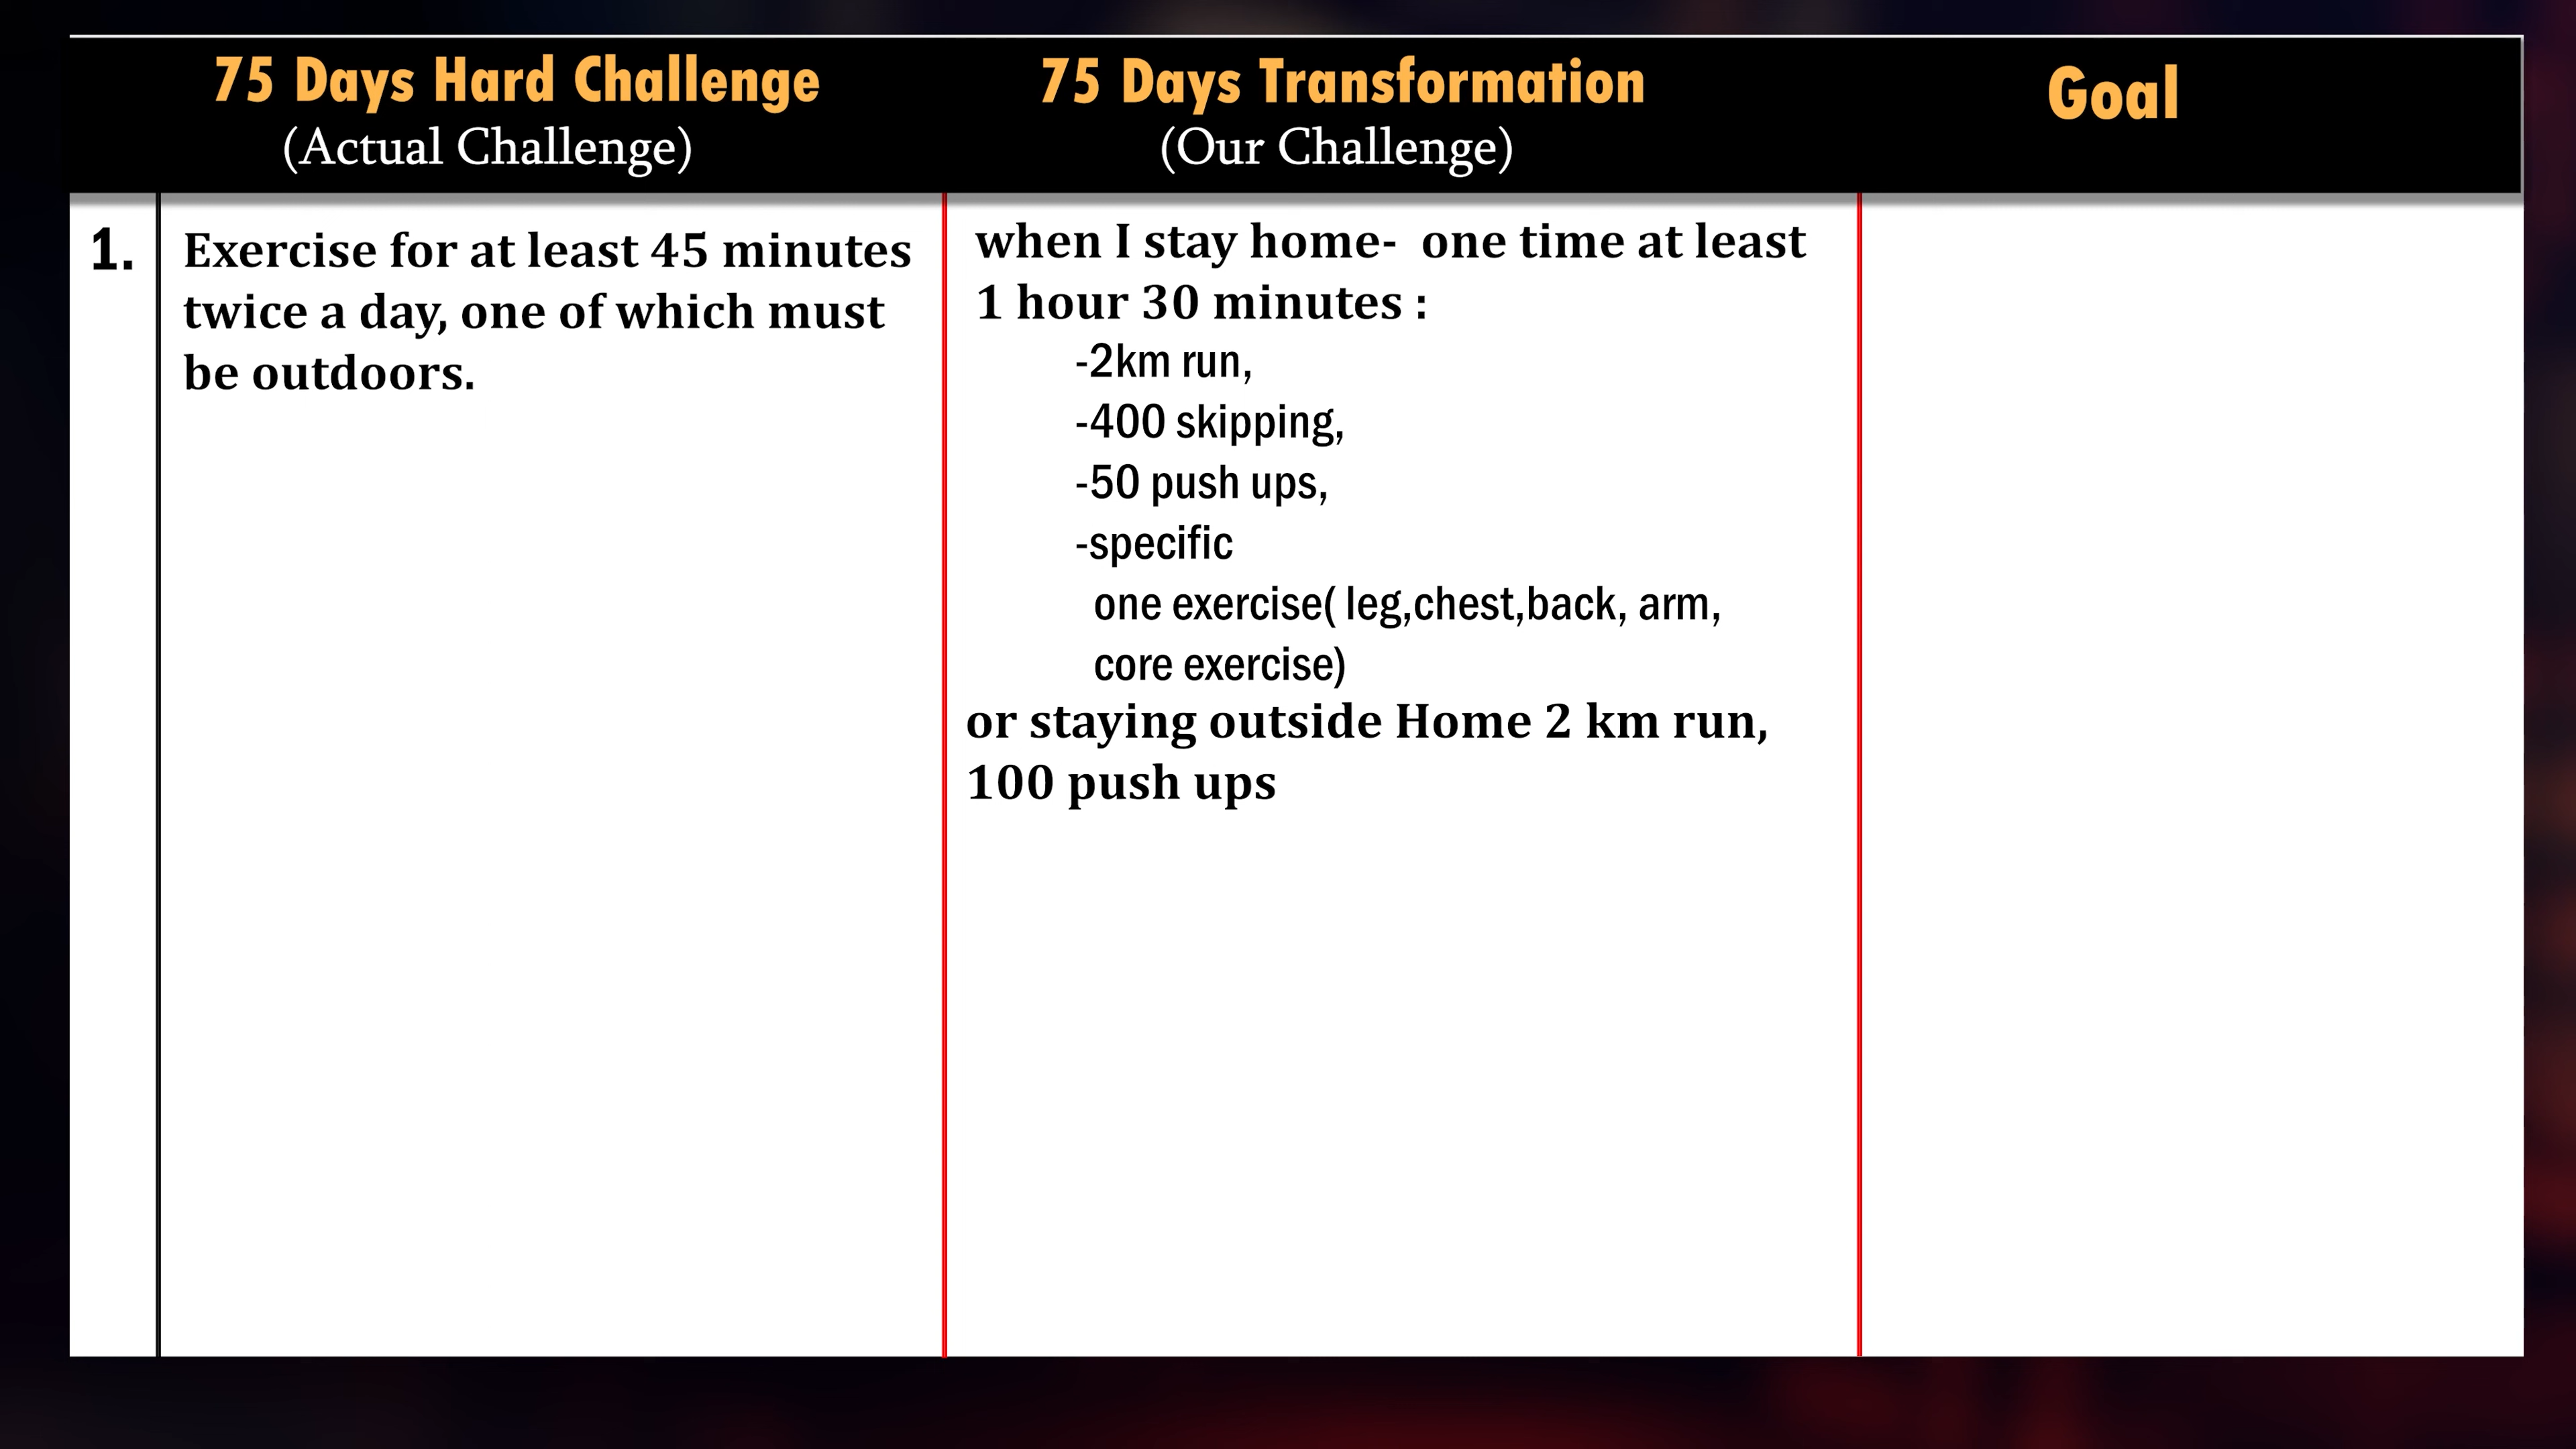 75 Days Hard Challenge
(Actual Challenge)
75 Days Transformation
(Our Challenge)
Goal
1.
Exercise for at least 45 minutes
twice a day, one of which must
be outdoors.
when I stay home-  one time at least
1 hour 30 minutes :
-2km run,
-400 skipping,
-50 push ups,
-specific
one exercise( leg,chest,back, arm,
core exercise)
or staying outside Home 2 km run,
100 push ups